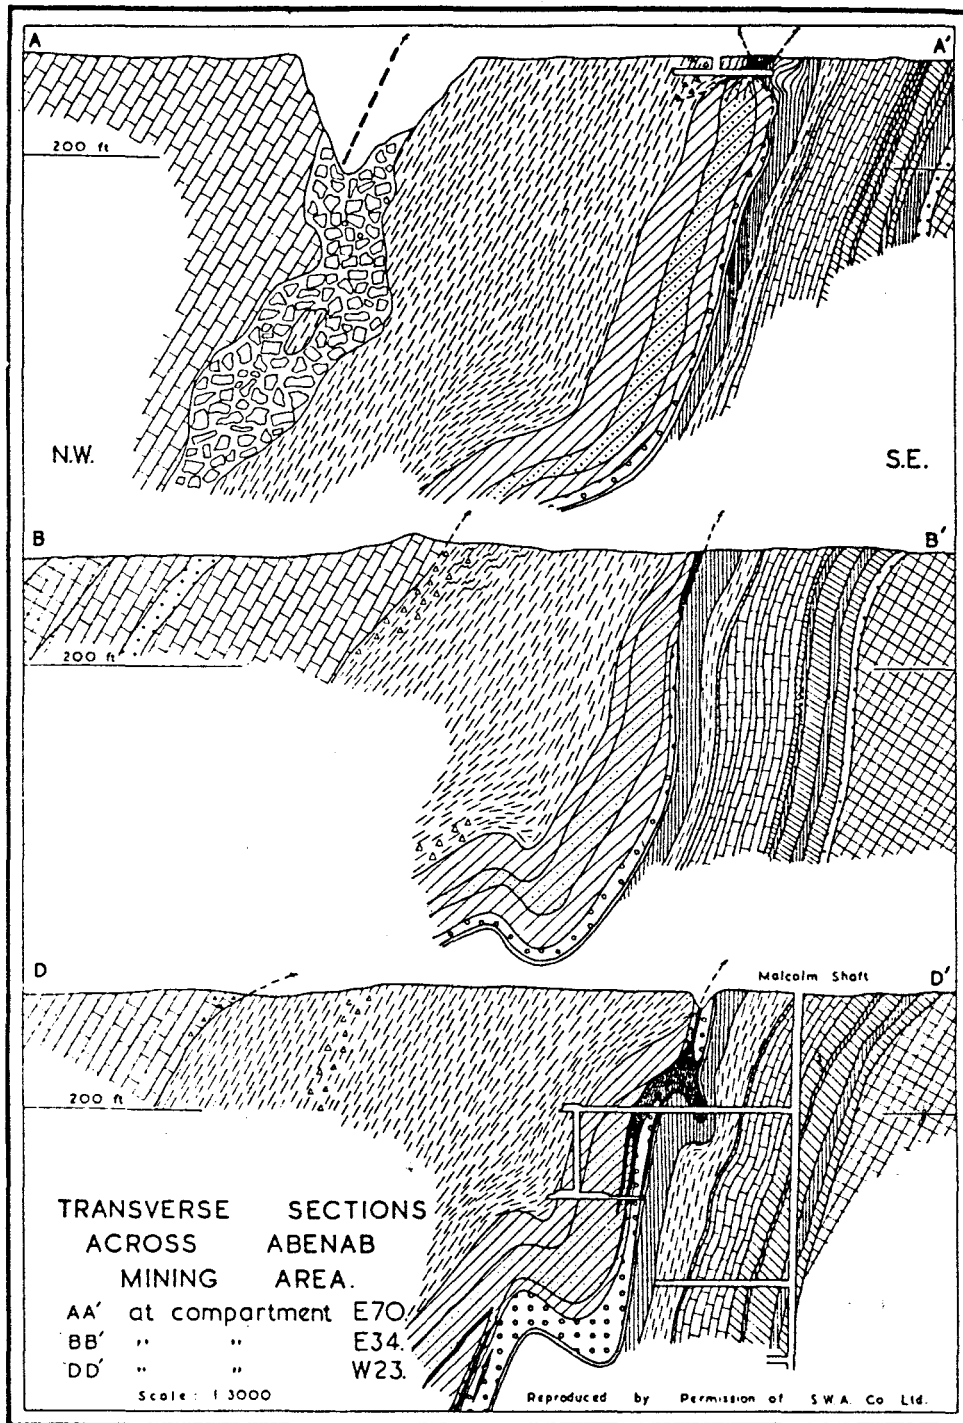 A A'
200 ft
N.W. S.E.
B B'
200 ft
D Malcolm Shaft D'
200 ft
TRANSVERSE SECTIONS
ACROSS ABENAB
MINING AREA.
AA' at compartment E70.
BB' " " E34.
DD' " " W23.
Scale : 1 3000 Reproduced by Permission of S.W.A. Co Ltd.